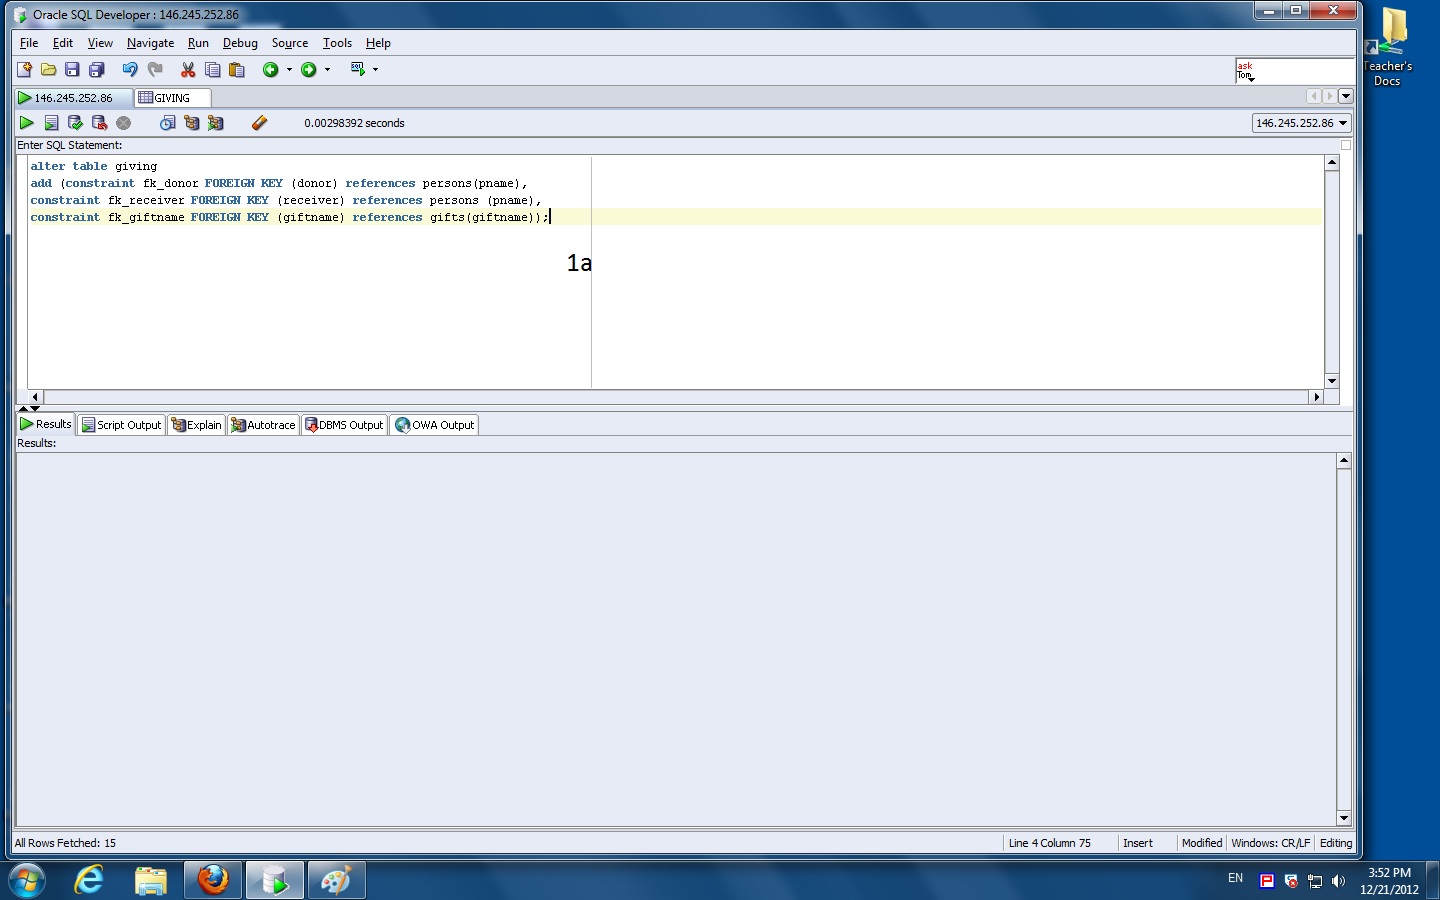 Oracle SQL Developer : 146.245.252.86
File Edit View Navigate Run Debug Source Tools Help
ask
Tom
146.245.252.86 GIVING
0.00298392 seconds 146.245.252.86
Enter SQL Statement:
alter table giving
add (constraint fk_donor FOREIGN KEY (donor) references persons(pname),
constraint fk_receiver FOREIGN KEY (receiver) references persons (pname),
constraint fk_giftname FOREIGN KEY (giftname) references gifts(giftname));
1a
Results Script Output Explain Autotrace DBMS Output OWA Output
Results:
All Rows Fetched: 15 Line 4 Column 75 Insert Modified Windows: CR/LF Editing
Teacher's
Docs
EN
3:52 PM
12/21/2012